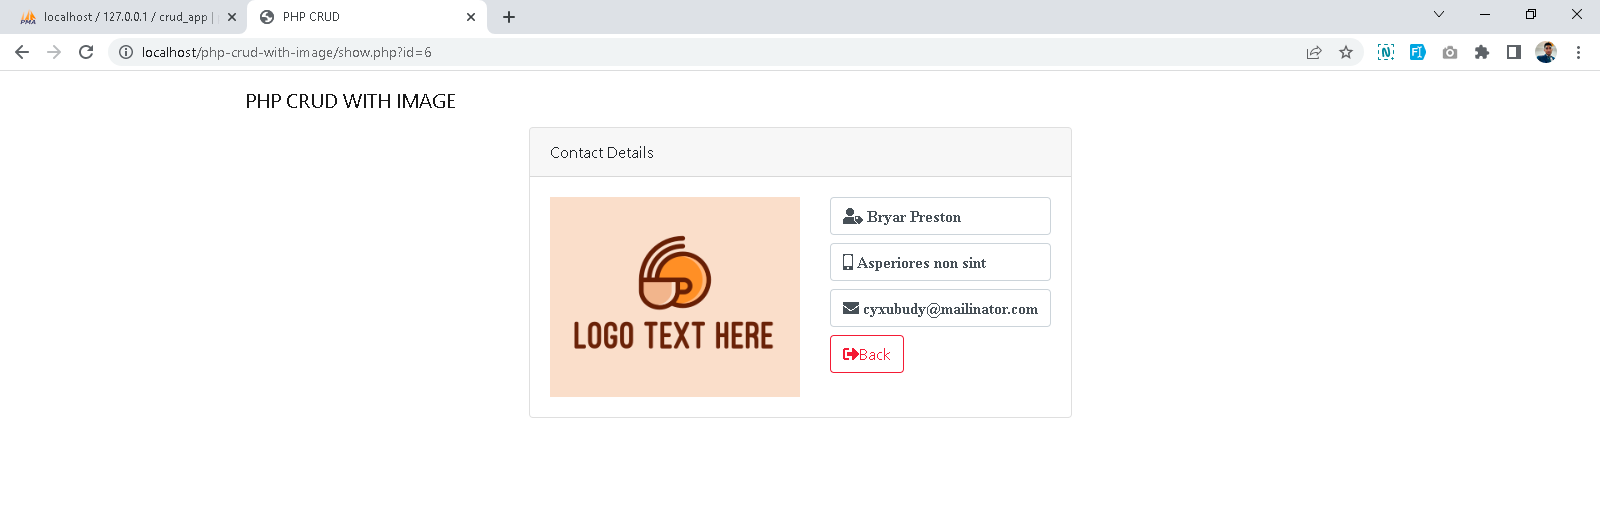 localhost / 127.0.0.1 / crud_app |
PHP CRUD
localhost/php-crud-with-image/show.php?id=6
PHP CRUD WITH IMAGE
Contact Details
LOGO TEXT HERE
Bryar Preston
Asperiores non sint
cyxubudy@mailinator.com
Back